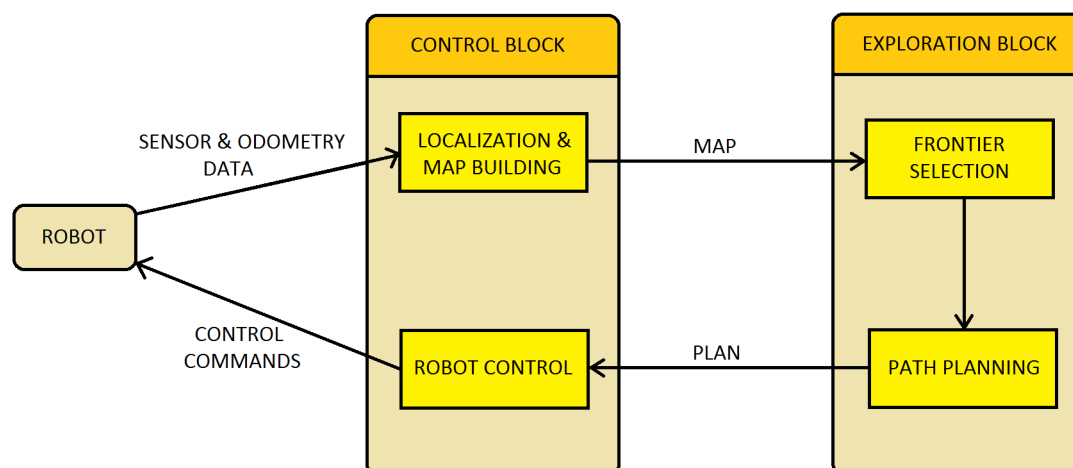 CONTROL BLOCK
EXPLORATION BLOCK
SENSOR & ODOMETRY
DATA
LOCALIZATION &
MAP BUILDING
MAP
FRONTIER
SELECTION
ROBOT
CONTROL
COMMANDS
ROBOT CONTROL
PLAN
PATH PLANNING